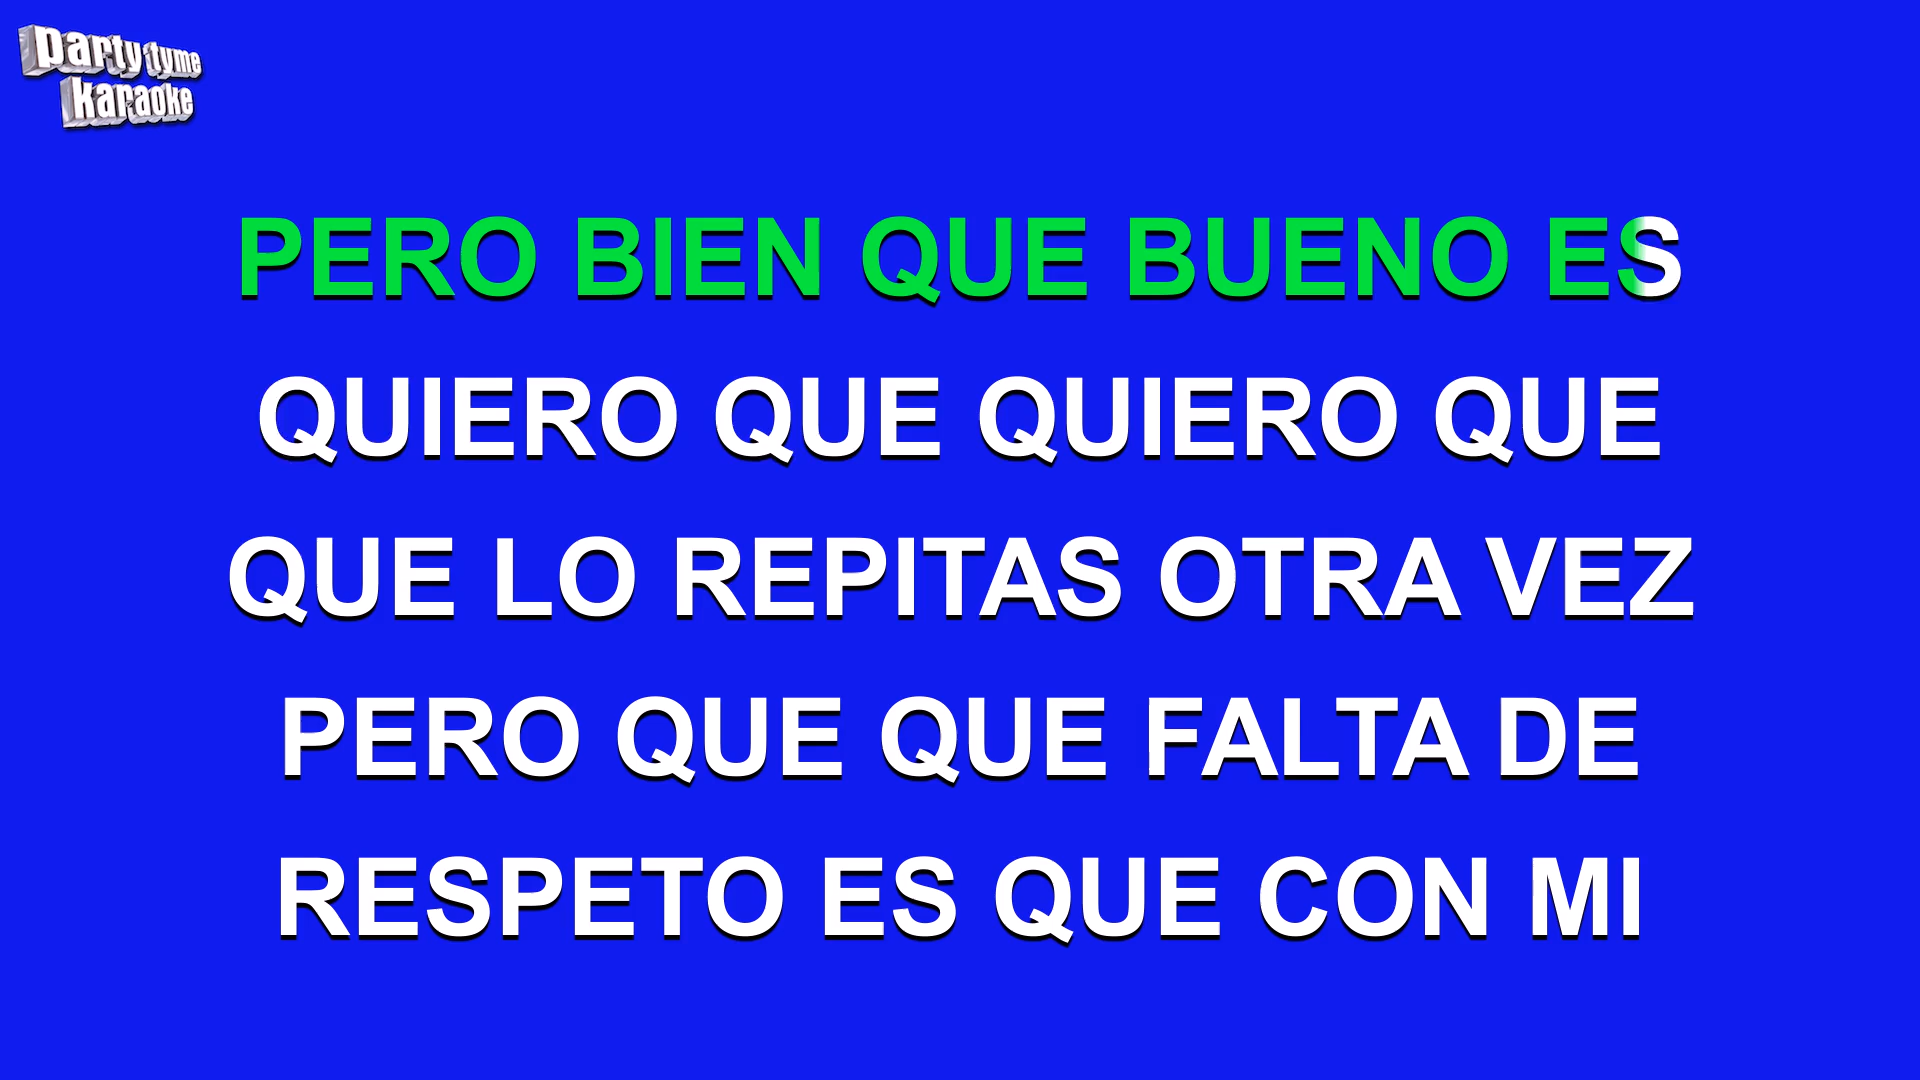 party tyme
karaoke
PERO BIEN QUE BUENO ES
QUIERO QUE QUIERO QUE
QUE LO REPITAS OTRA VEZ
PERO QUE QUE FALTA DE
RESPETO ES QUE CON MI